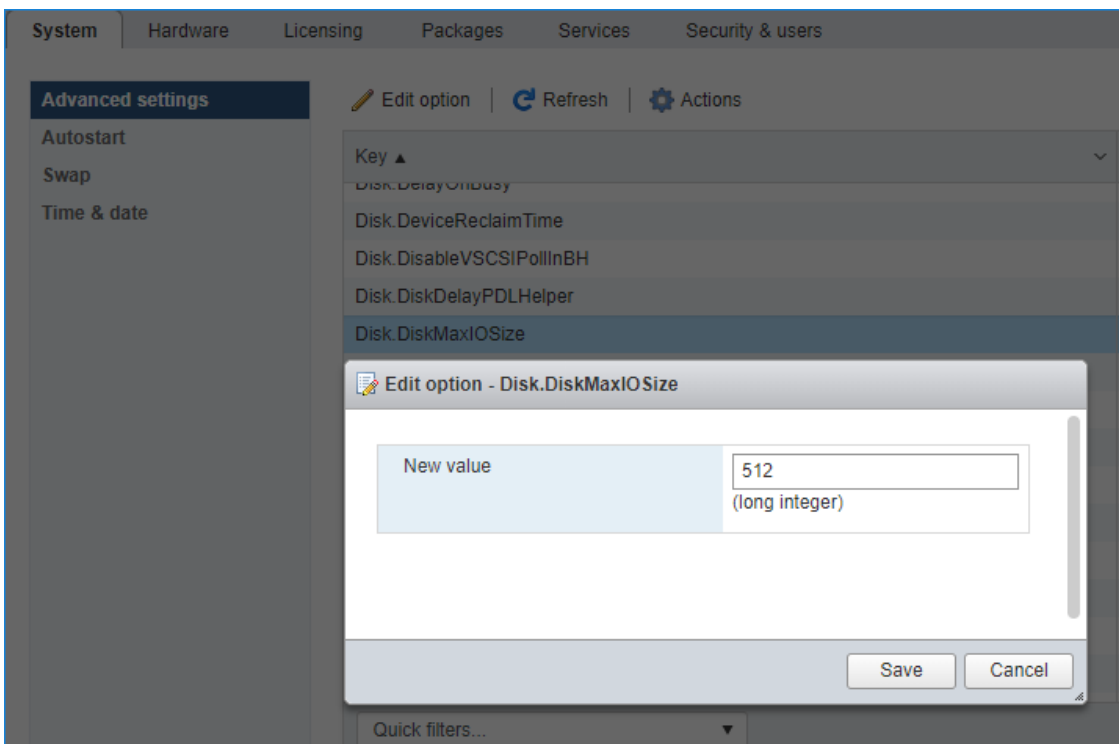 System Hardware Licensing Packages Services Security & users
Advanced settings
Autostart
Swap
Time & date
Edit option Refresh Actions
Key ▲
Disk.DelayOnBusy
Disk.DeviceReclaimTime
Disk.DisableVSCSIPollInBH
Disk.DiskDelayPDLHelper
Disk.DiskMaxIOSize
Edit option - Disk.DiskMaxIOSize
New value
512
(long integer)
Save Cancel
Quick filters...